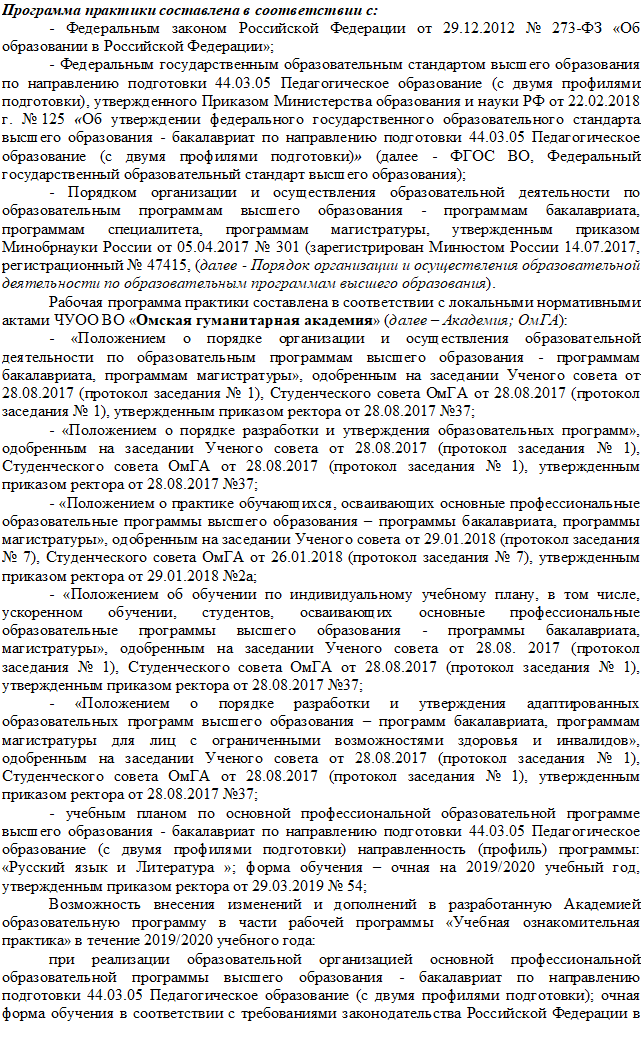 Программа практики составлена в соответствии с:
- Федеральным законом Российской Федерации от 29.12.2012 № 273-ФЗ «Об
образовании в Российской Федерации»;
- Федеральным государственным образовательным стандартом высшего образования
по направлению подготовки 44.03.05 Педагогическое образование (с двумя профилями
подготовки), утвержденного Приказом Министерства образования и науки РФ от 22.02.2018
г. № 125 «Об утверждении федерального государственного образовательного стандарта
высшего образования - бакалавриат по направлению подготовки 44.03.05 Педагогическое
образование (с двумя профилями подготовки)» (далее - ФГОС ВО, Федеральный
государственный образовательный стандарт высшего образования);
- Порядком организации и осуществления образовательной деятельности по
образовательным программам высшего образования - программам бакалавриата,
программам специалитета, программам магистратуры, утвержденным приказом
Минобрнауки России от 05.04.2017 № 301 (зарегистрирован Минюстом России 14.07.2017,
регистрационный № 47415, (далее - Порядок организации и осуществления образовательной
деятельности по образовательным программам высшего образования).
Рабочая программа практики составлена в соответствии с локальными нормативными
актами ЧУОО ВО «Омская гуманитарная академия» (далее – Академия; ОмГА):
- «Положением о порядке организации и осуществления образовательной
деятельности по образовательным программам высшего образования - программам
бакалавриата, программам магистратуры», одобренным на заседании Ученого совета от
28.08.2017 (протокол заседания № 1), Студенческого совета ОмГА от 28.08.2017 (протокол
заседания № 1), утвержденным приказом ректора от 28.08.2017 №37;
- «Положением о порядке разработки и утверждения образовательных программ»,
одобренным на заседании Ученого совета от 28.08.2017 (протокол заседания № 1),
Студенческого совета ОмГА от 28.08.2017 (протокол заседания № 1), утвержденным
приказом ректора от 28.08.2017 №37;
- «Положением о практике обучающихся, осваивающих основные профессиональные
образовательные программы высшего образования – программы бакалавриата, программы
магистратуры», одобренным на заседании Ученого совета от 29.01.2018 (протокол заседания
№ 7), Студенческого совета ОмГА от 26.01.2018 (протокол заседания № 7), утвержденным
приказом ректора от 29.01.2018 №2а;
- «Положением об обучении по индивидуальному учебному плану, в том числе,
ускоренном обучении, студентов, осваивающих основные профессиональные
образовательные программы высшего образования - программы бакалавриата,
магистратуры», одобренным на заседании Ученого совета от 28.08. 2017 (протокол
заседания № 1), Студенческого совета ОмГА от 28.08.2017 (протокол заседания № 1),
утвержденным приказом ректора от 28.08.2017 №37;
- «Положением о порядке разработки и утверждения адаптированных
образовательных программ высшего образования – программ бакалавриата, программам
магистратуры для лиц с ограниченными возможностями здоровья и инвалидов»,
одобренным на заседании Ученого совета от 28.08.2017 (протокол заседания № 1),
Студенческого совета ОмГА от 28.08.2017 (протокол заседания № 1), утвержденным
приказом ректора от 28.08.2017 №37;
- учебным планом по основной профессиональной образовательной программе
высшего образования - бакалавриат по направлению подготовки 44.03.05 Педагогическое
образование (с двумя профилями подготовки) направленность (профиль) программы:
«Русский язык и Литература »; форма обучения – очная на 2019/2020 учебный год,
утвержденным приказом ректора от 29.03.2019 № 54;
Возможность внесения изменений и дополнений в разработанную Академией
образовательную программу в части рабочей программы «Учебная ознакомительная
практика» в течение 2019/2020 учебного года:
при реализации образовательной организацией основной профессиональной
образовательной программы высшего образования - бакалавриат по направлению
подготовки 44.03.05 Педагогическое образование (с двумя профилями подготовки); очная
форма обучения в соответствии с требованиями законодательства Российской Федерации в